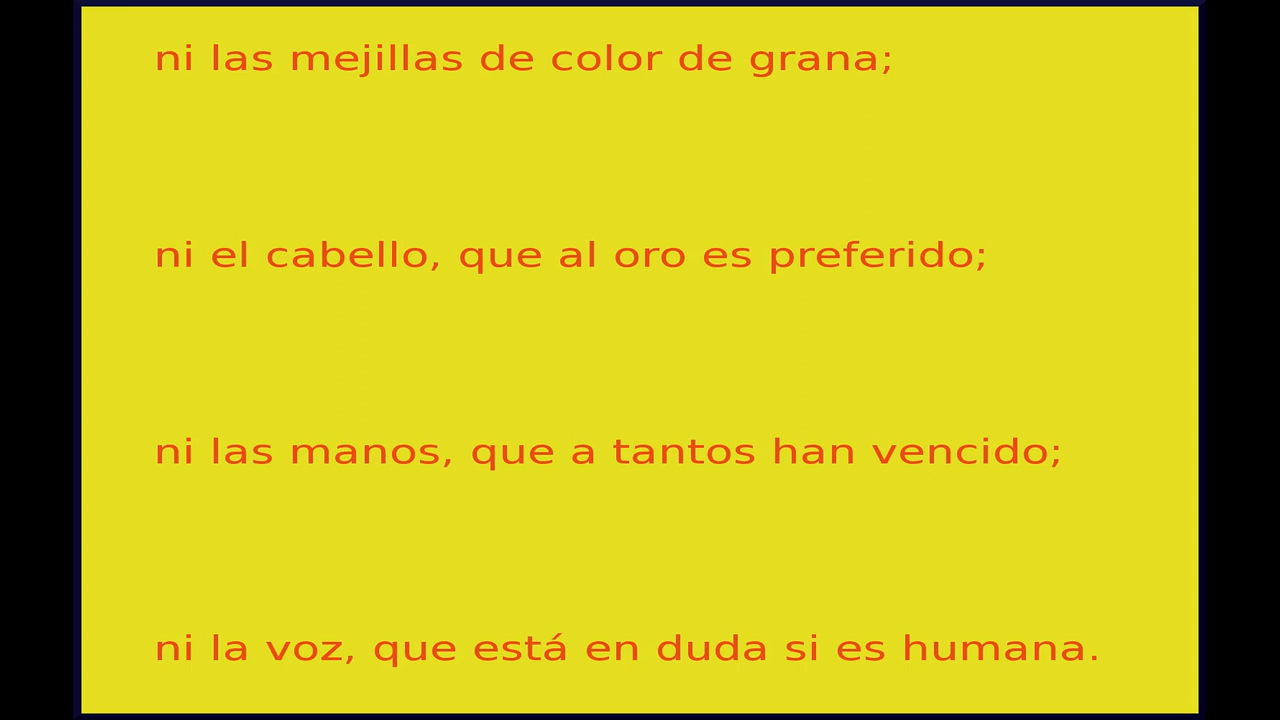 ni las mejillas de color de grana;
ni el cabello, que al oro es preferido;
ni las manos, que a tantos han vencido;
ni la voz, que está en duda si es humana.